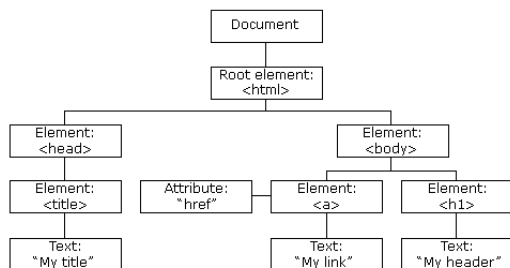 Document
Root element:
<html>
Element:
<head>
Element:
<body>
Element:
<title>
Attribute:
"href"
Element:
<a>
Element:
<h1>
Text:
"My title"
Text:
"My link"
Text:
"My header"